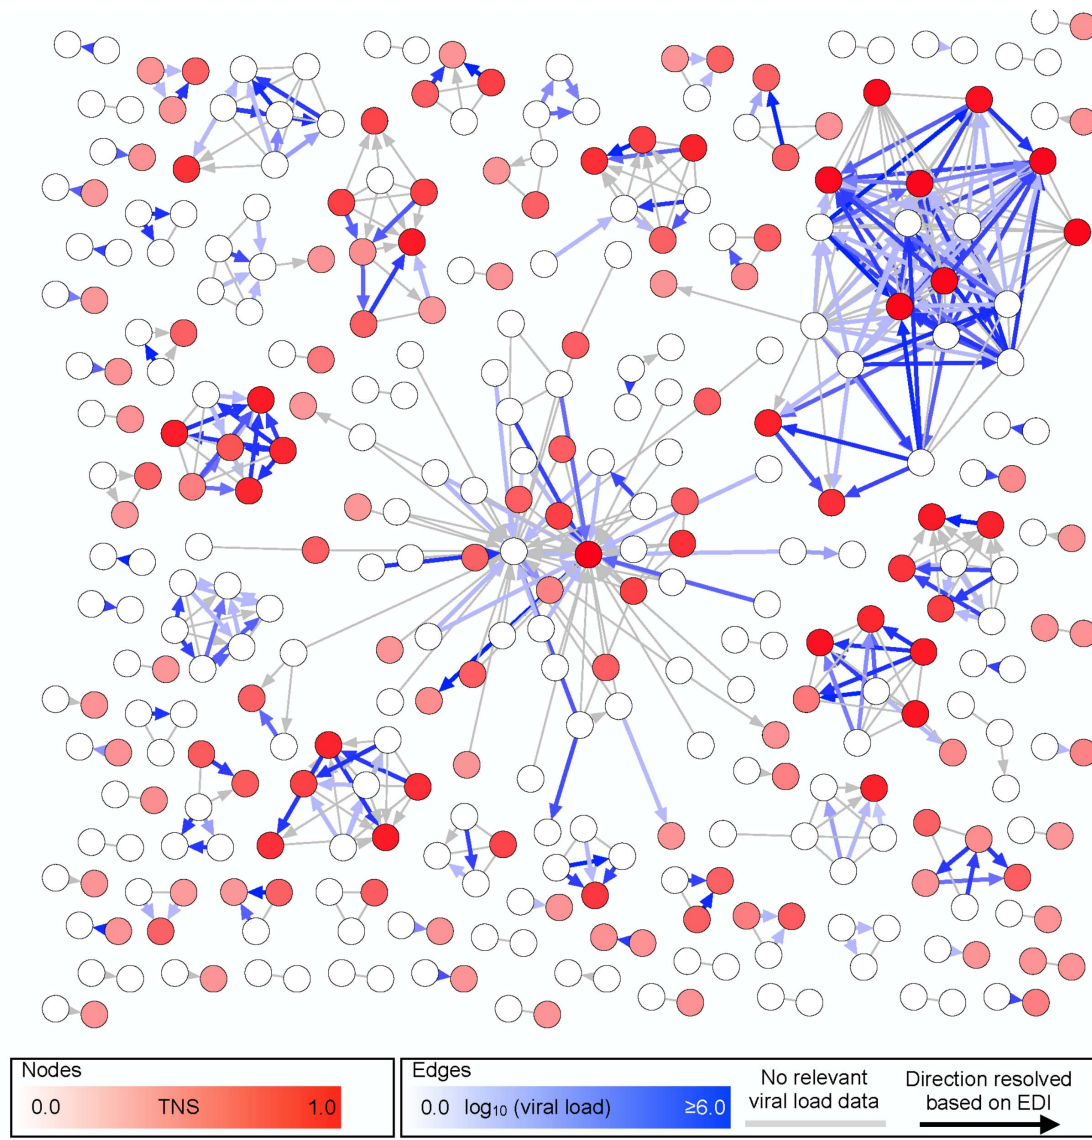 Nodes
0.0 TNS 1.0
Edges
0.0 log₁₀ (viral load) ≥6.0
No relevant
viral load data
Direction resolved
based on EDI